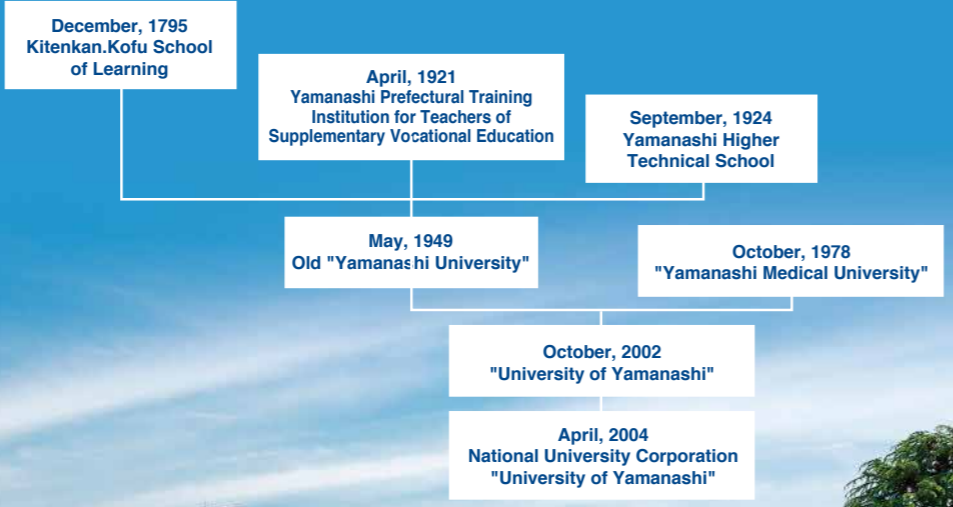 December, 1795
Kitenkan.Kofu School
of Learning
April, 1921
Yamanashi Prefectural Training
Institution for Teachers of
Supplementary Vocational Education
September, 1924
Yamanashi Higher
Technical School
May, 1949
Old "Yamanashi University"
October, 1978
"Yamanashi Medical University"
October, 2002
"University of Yamanashi"
April, 2004
National University Corporation
"University of Yamanashi"